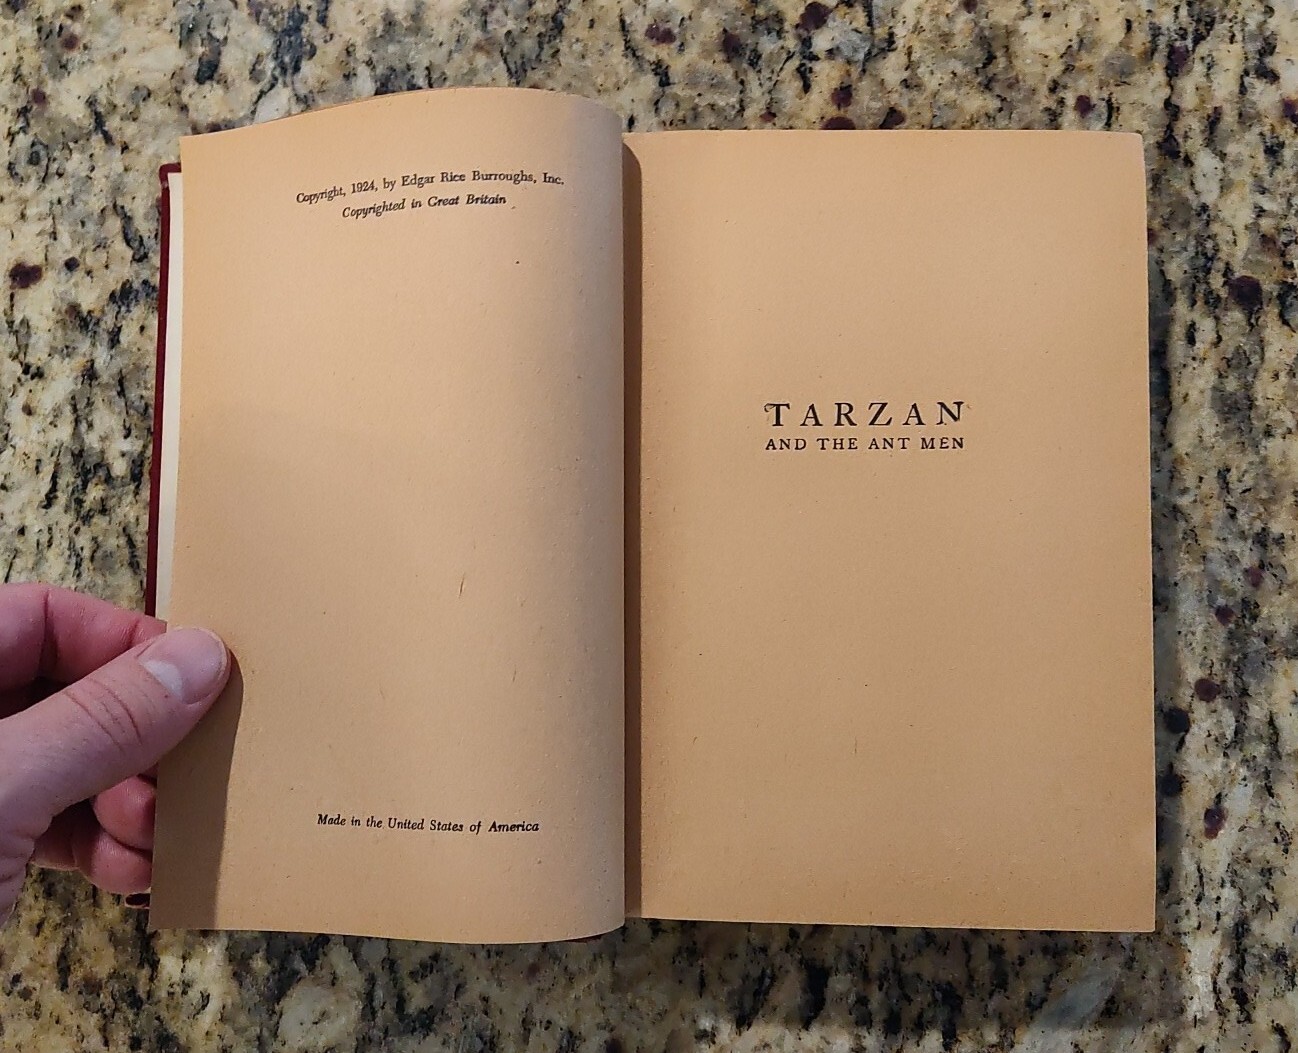 Copyright, 1924, by Edgar Rice Burroughs, Inc.
Copyrighted in Great Britain
Made in the United States of America
TARZAN
AND THE ANT MEN